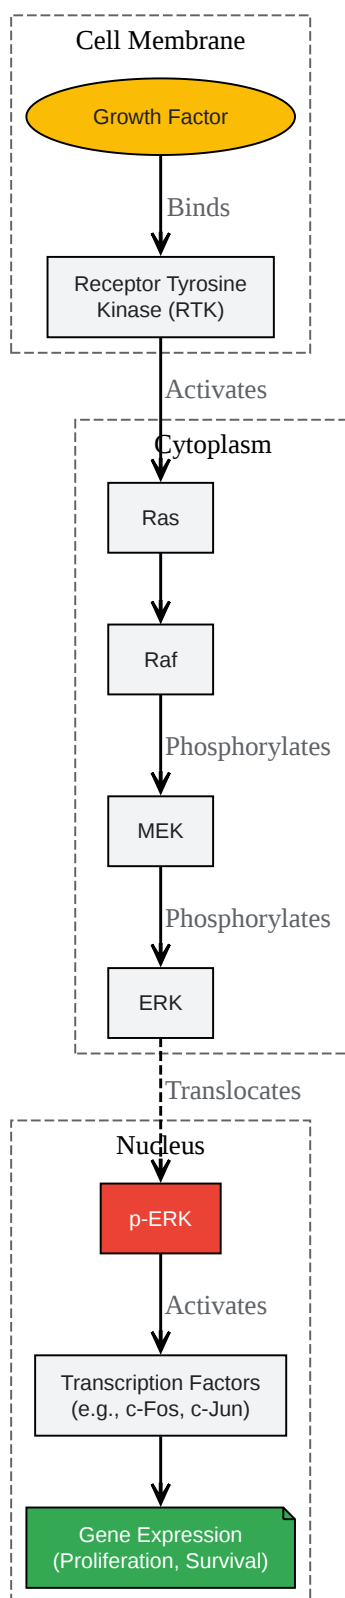 Cell Membrane
Growth Factor
Binds
Receptor Tyrosine
Kinase (RTK)
Activates
Cytoplasm
Ras
Raf
Phosphorylates
MEK
Phosphorylates
ERK
Translocates
Nucleus
p-ERK
Activates
Transcription Factors
(e.g., c-Fos, c-Jun)
Gene Expression
(Proliferation, Survival)